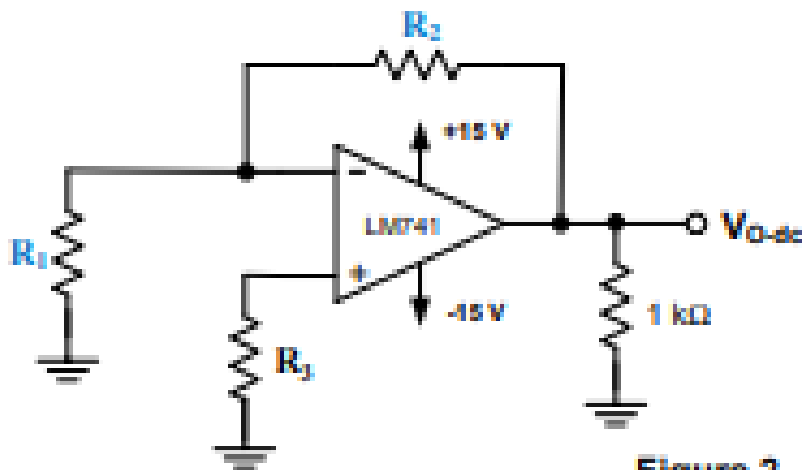 R2
+15 V
-
LM741
VO-dc
R1
+
-15 V
1 kΩ
R3
Figure 2